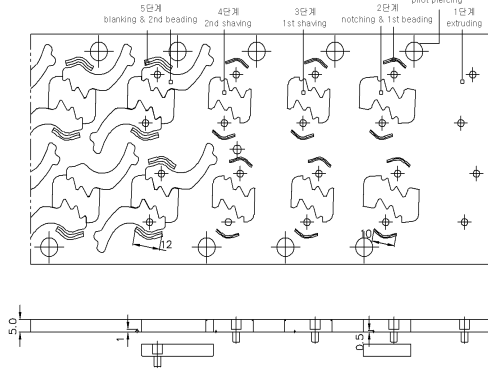 pilot piercing
5단계
blanking & 2nd beading
4단계
2nd shaving
3단계
1st shaving
2단계
notching & 1st beading
1단계
extruding
12
10
5.0
1
0.5